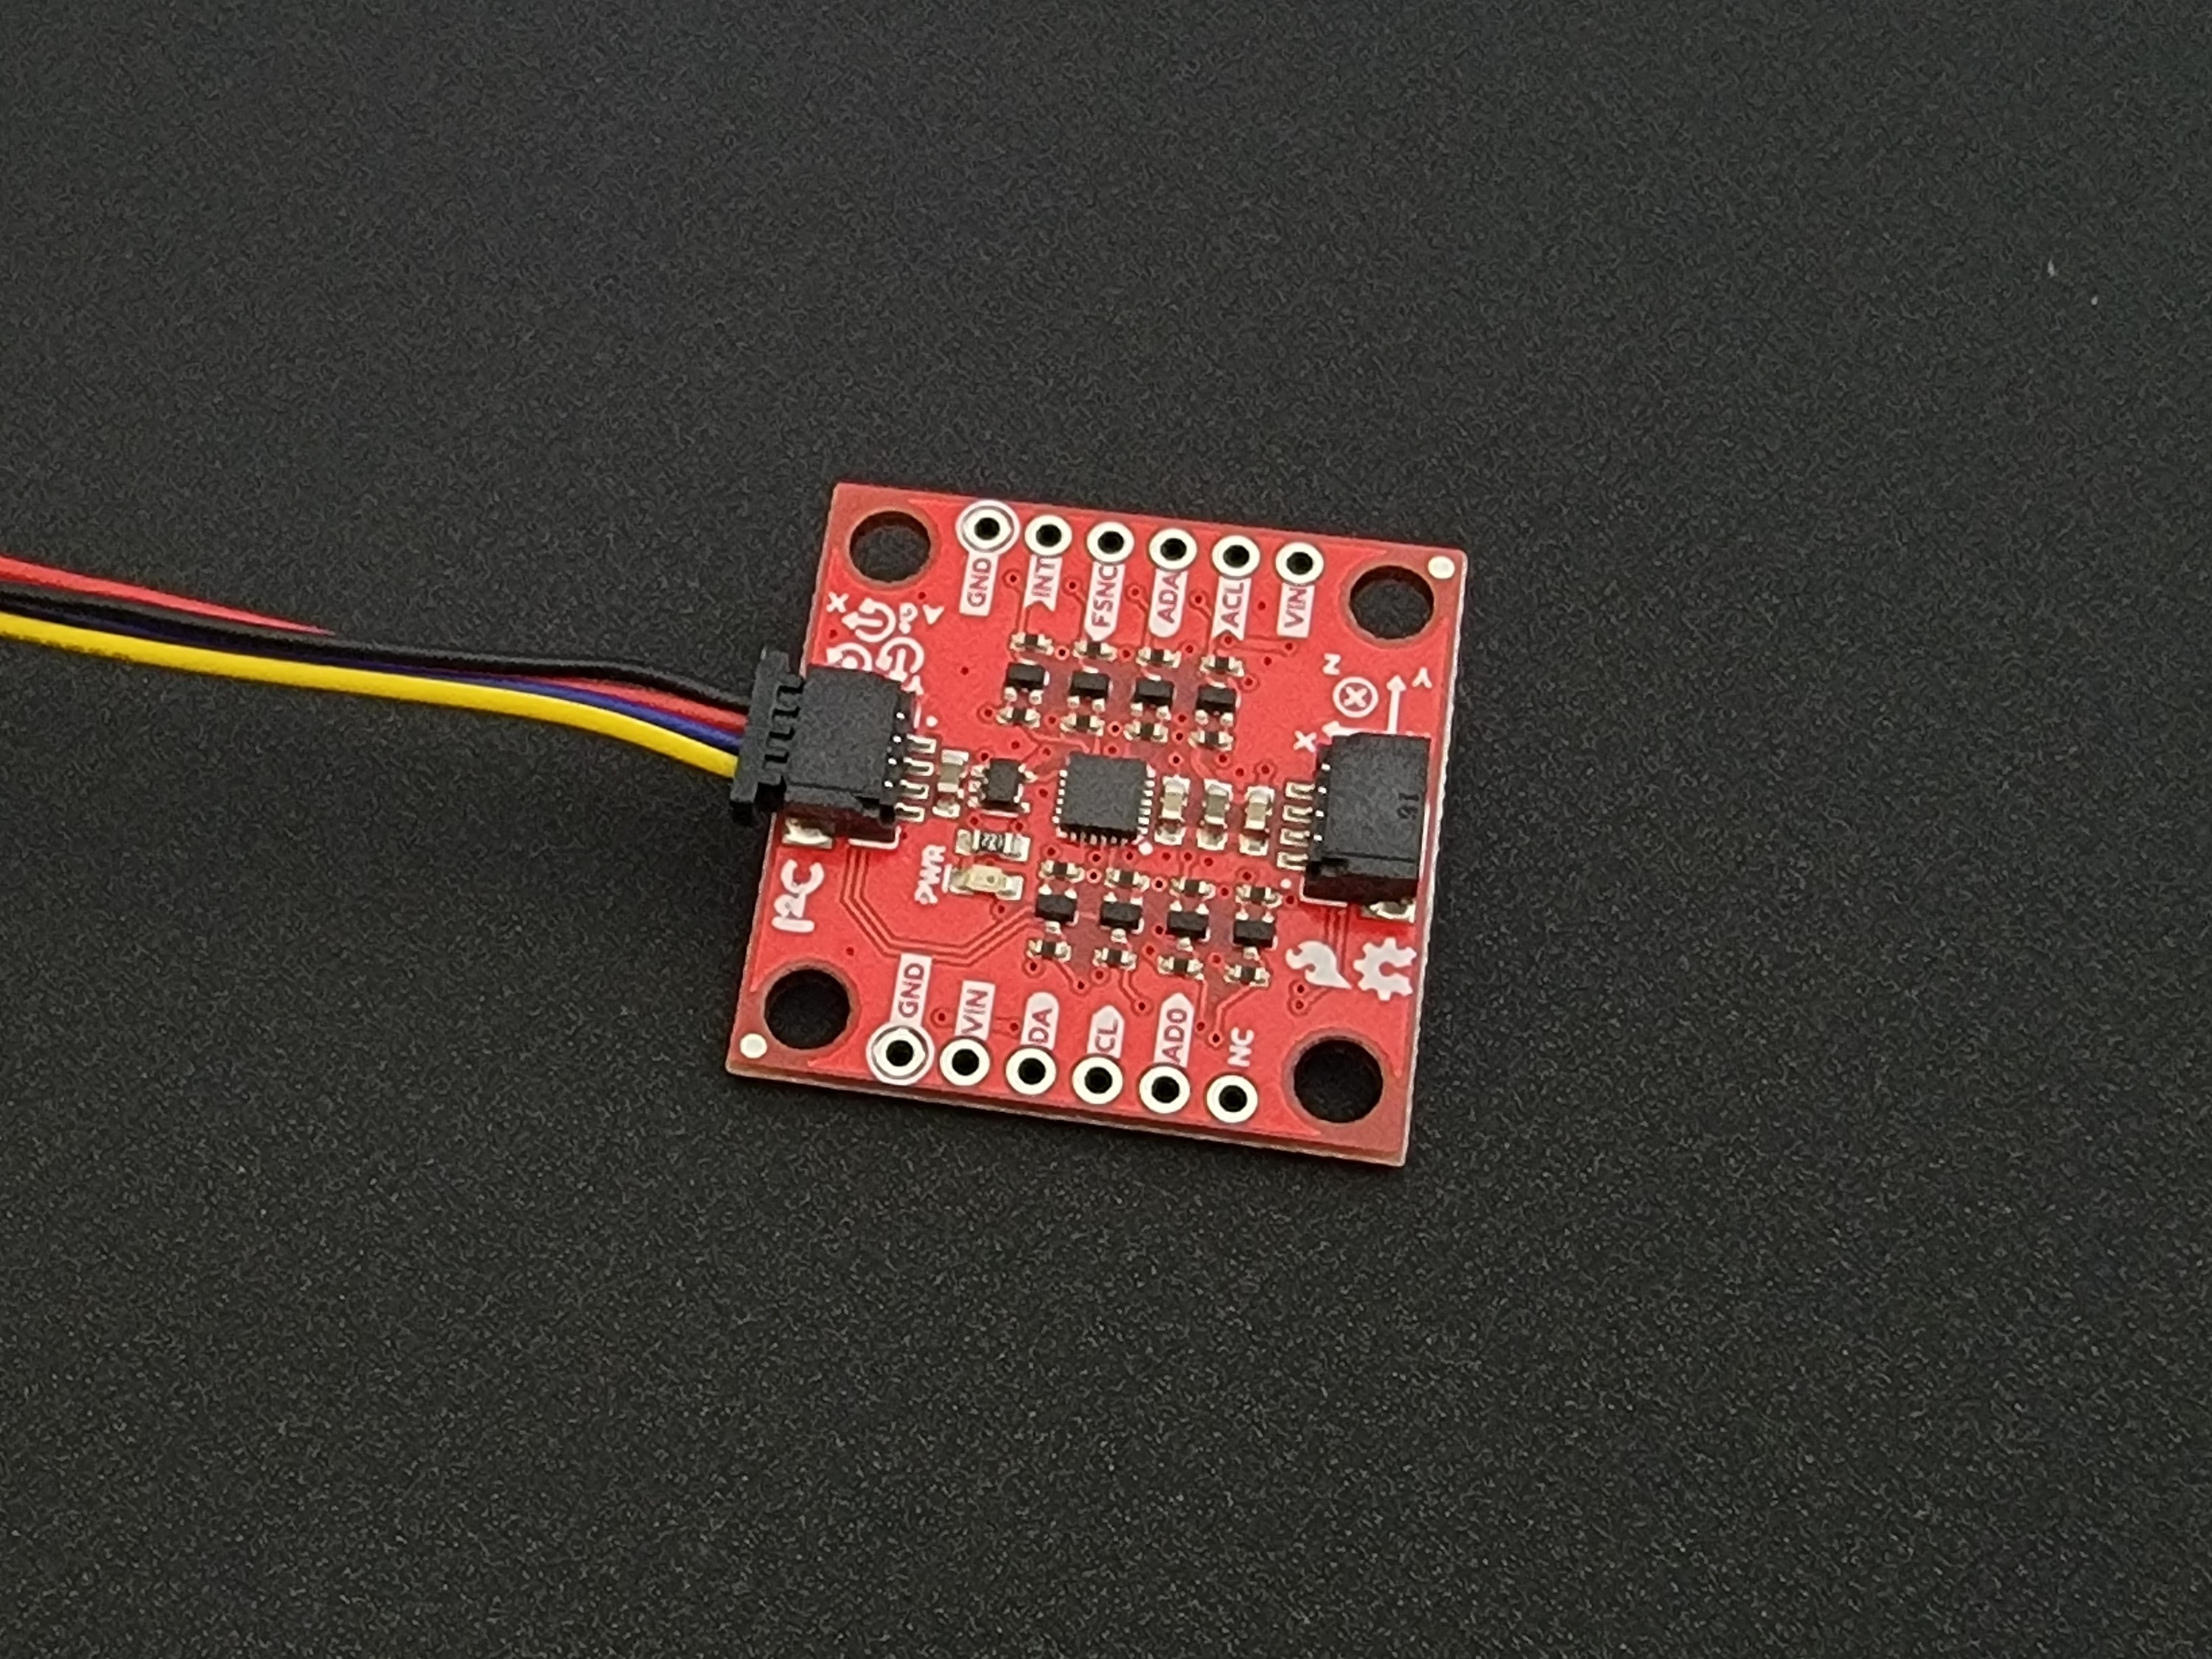 GND
INT
FSNC
ADA
ACL
VIN
X
Z
Y
X
PWR
I²C
GND
VIN
DA
CL
AD0
NC